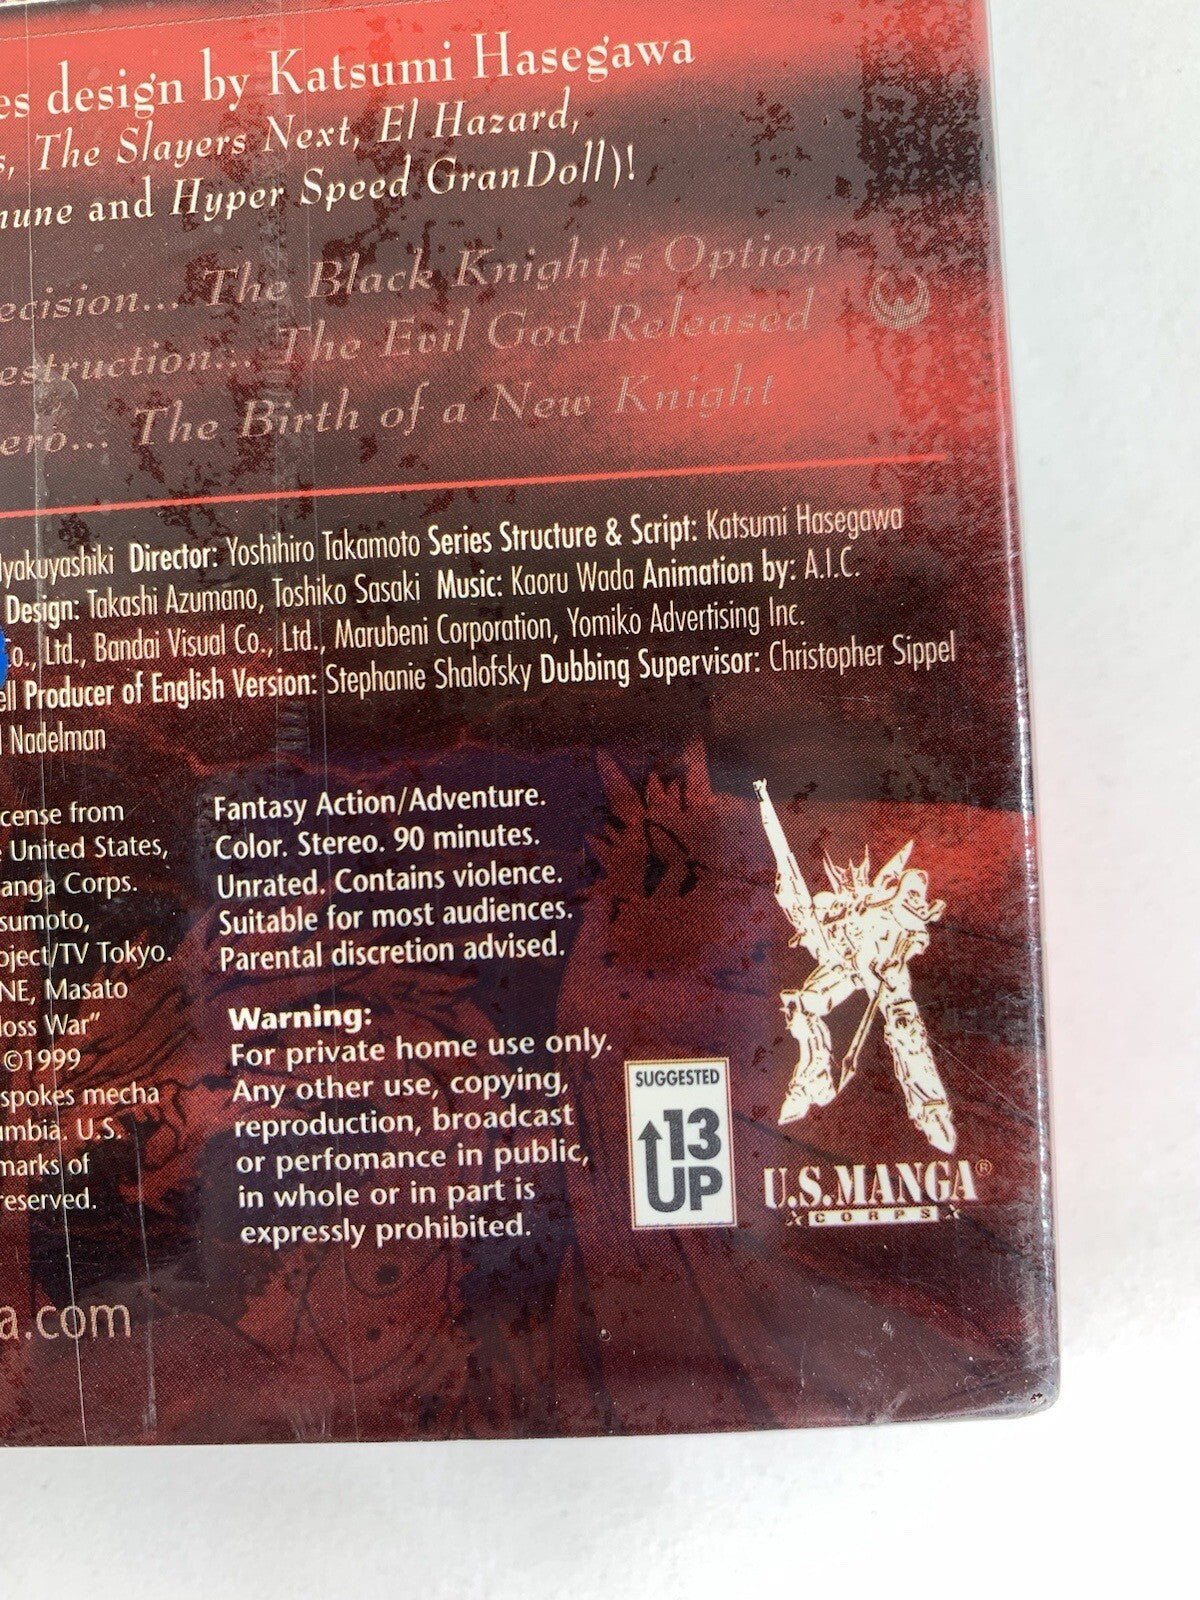 es design by Katsumi Hasegawa
s, The Slayers Next, El Hazard,
nune and Hyper Speed GranDoll)!
ecision... The Black Knight's Option
estruction... The Evil God Released
ero... The Birth of a New Knight
lyakuyashiki Director: Yoshihiro Takamoto Series Structure & Script: Katsumi Hasegawa
Design: Takashi Azumano, Toshiko Sasaki Music: Kaoru Wada Animation by: A.I.C.
Co., Ltd., Bandai Visual Co., Ltd., Marubeni Corporation, Yomiko Advertising Inc.
ell Producer of English Version: Stephanie Shalofsky Dubbing Supervisor: Christopher Sippel
Nadelman
cense from
e United States,
anga Corps.
sumoto,
oject/TV Tokyo.
NE, Masato
loss War"
©1999
spokes mecha
umbia. U.S.
marks of
reserved.
a.com
Fantasy Action/Adventure.
Color. Stereo. 90 minutes.
Unrated. Contains violence.
Suitable for most audiences.
Parental discretion advised.
Warning:
For private home use only.
Any other use, copying,
reproduction, broadcast
or perfomance in public,
in whole or in part is
expressly prohibited.
SUGGESTED
13
UP
U.S.MANGA®
CORPS